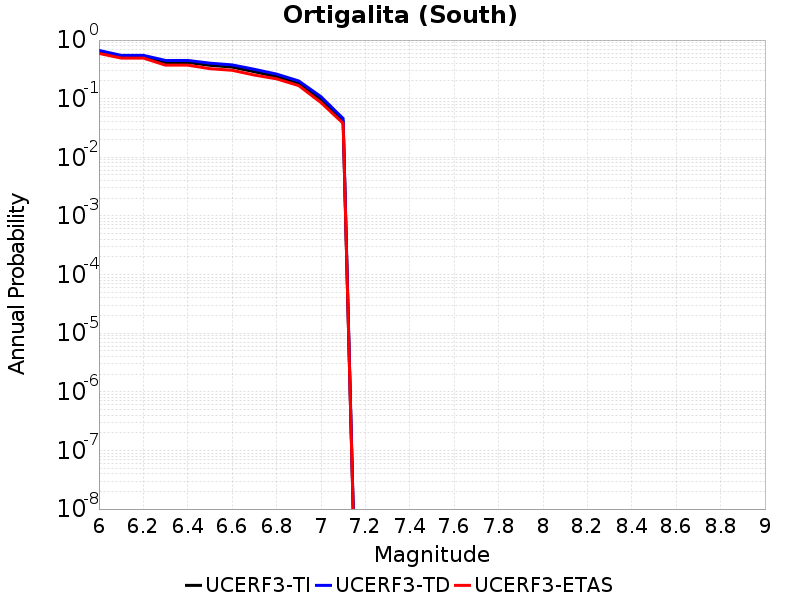 Ortigalita (South)
Annual Probability
10^0
10^-1
10^-2
10^-3
10^-4
10^-5
10^-6
10^-7
10^-8
6 6.2 6.4 6.6 6.8 7 7.2 7.4 7.6 7.8 8 8.2 8.4 8.6 8.8 9
Magnitude
UCERF3-TI UCERF3-TD UCERF3-ETAS